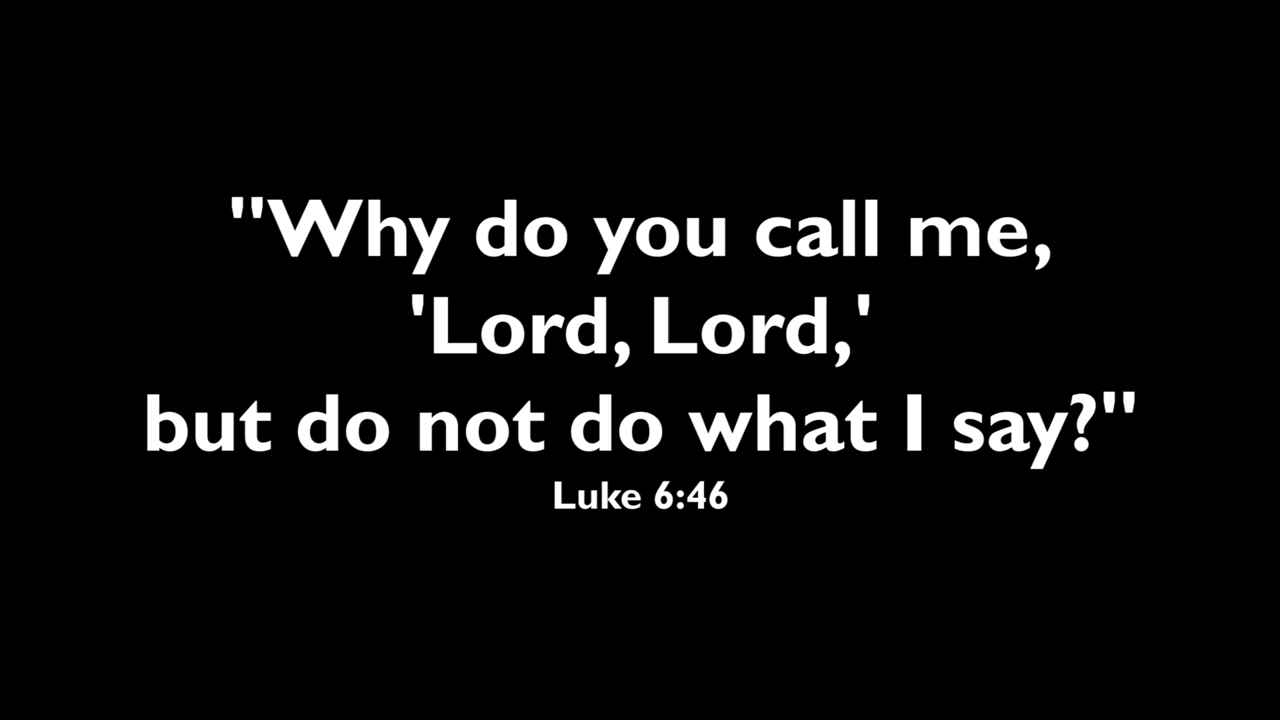 "Why do you call me,
'Lord, Lord,'
but do not do what I say?"
Luke 6:46